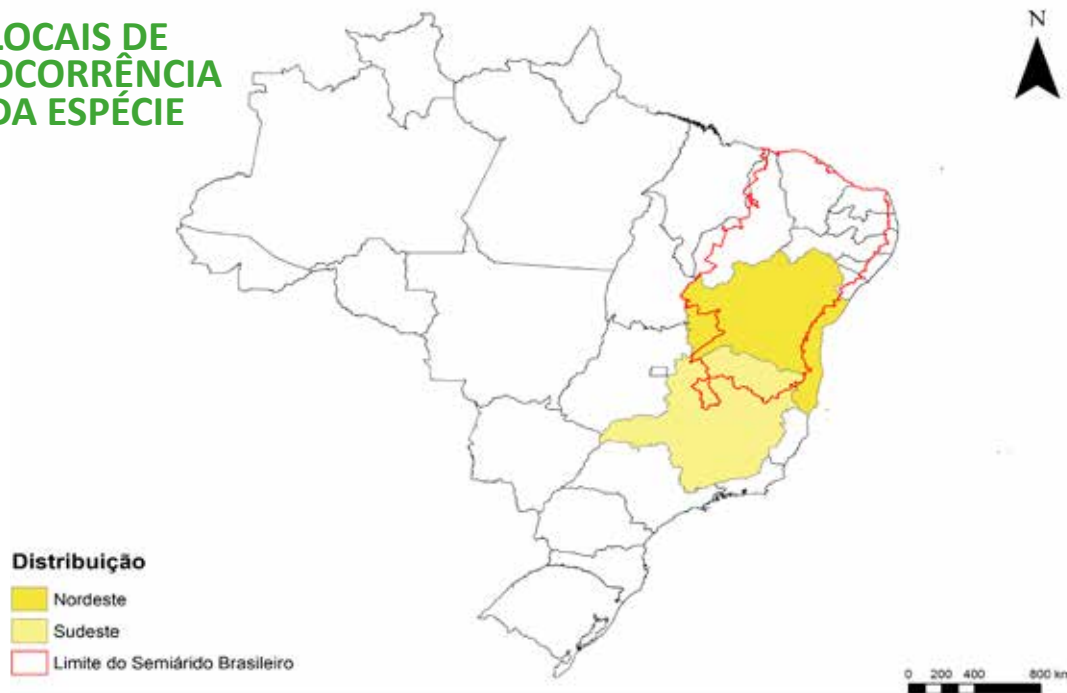 LOCAIS DE
OCORRÊNCIA
DA ESPÉCIE
N
Distribuição
Nordeste
Sudeste
Limite do Semiárido Brasileiro
0 200 400 800 km